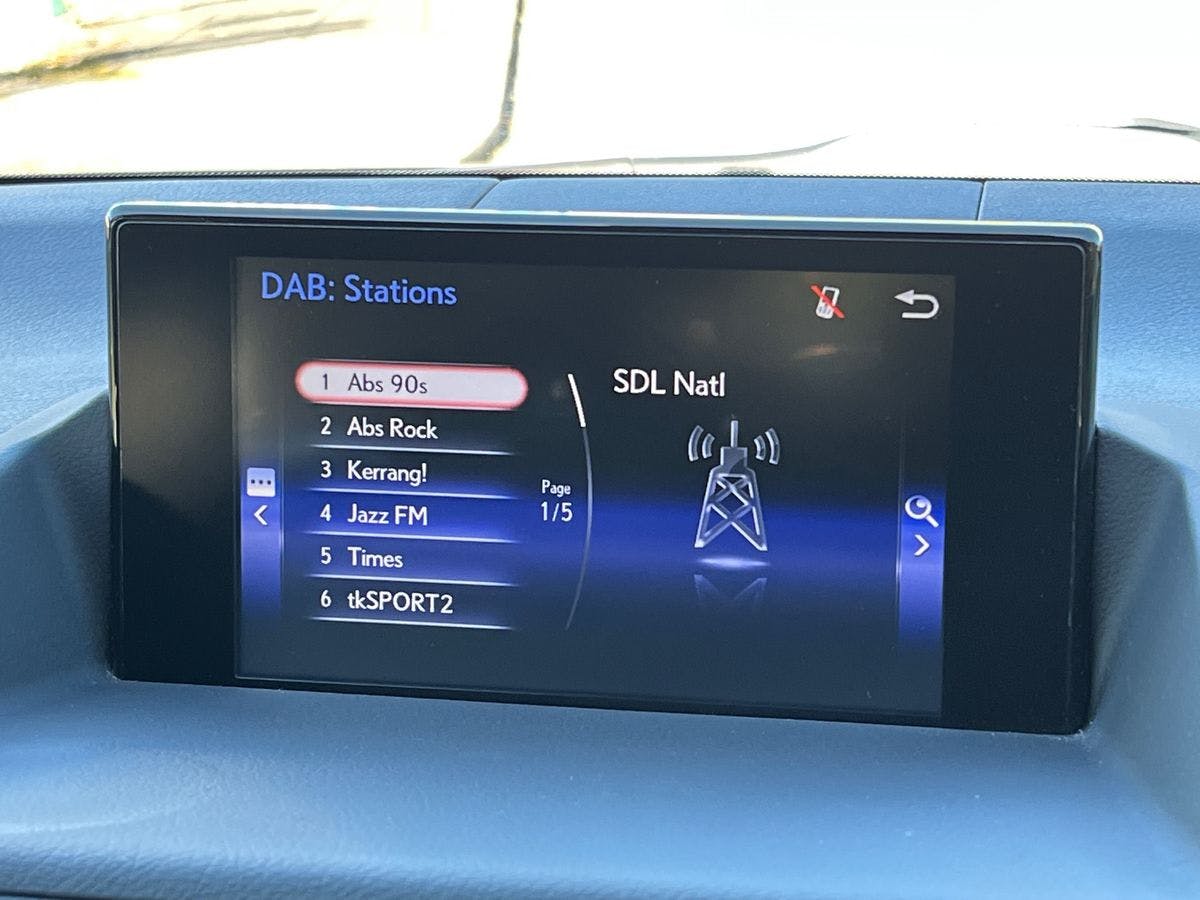 DAB: Stations
1 Abs 90s
2 Abs Rock
3 Kerrang!
4 Jazz FM
5 Times
6 tkSPORT2
Page
1/5
SDL Natl